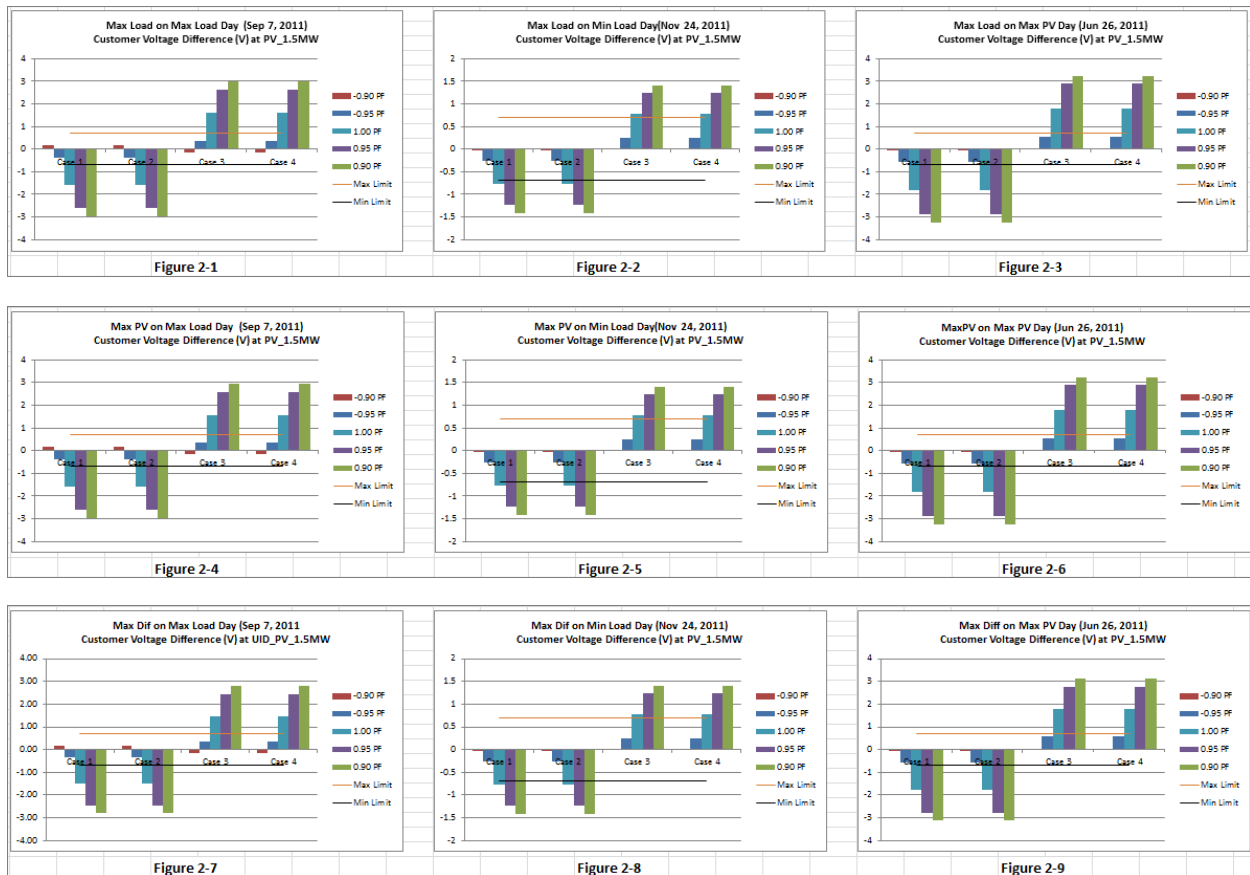 Max Load on Max Load Day (Sep 7, 2011)
Customer Voltage Difference (V) at PV_1.5MW
4
3
2
1
0
-1
-2
-3
-4
Case 1
Case 2
Case 3
Case 4
-0.90 PF
-0.95 PF
1.00 PF
0.95 PF
0.90 PF
Max Limit
Min Limit
Figure 2-1
Max Load on Min Load Day(Nov 24, 2011)
Customer Voltage Difference (V) at PV_1.5MW
2
1.5
1
0.5
0
-0.5
-1
-1.5
-2
Case 1
Case 2
Case 3
Case 4
-0.90 PF
-0.95 PF
1.00 PF
0.95 PF
0.90 PF
Max Limit
Min Limit
Figure 2-2
Max Load on Max PV Day (Jun 26, 2011)
Customer Voltage Difference (V) at PV_1.5MW
4
3
2
1
0
-1
-2
-3
-4
Case 1
Case 2
Case 3
Case 4
-0.90 PF
-0.95 PF
1.00 PF
0.95 PF
0.90 PF
Max Limit
Min Limit
Figure 2-3
Max PV on Max Load Day (Sep 7, 2011)
Customer Voltage Difference (V) at PV_1.5MW
4
3
2
1
0
-1
-2
-3
-4
Case 1
Case 2
Case 3
Case 4
-0.90 PF
-0.95 PF
1.00 PF
0.95 PF
0.90 PF
Max Limit
Min Limit
Figure 2-4
Max PV on Min Load Day(Nov 24, 2011)
Customer Voltage Difference (V) at PV_1.5MW
2
1.5
1
0.5
0
-0.5
-1
-1.5
-2
Case 1
Case 2
Case 3
Case 4
-0.90 PF
-0.95 PF
1.00 PF
0.95 PF
0.90 PF
Max Limit
Min Limit
Figure 2-5
MaxPV on Max PV Day (Jun 26, 2011)
Customer Voltage Difference (V) at PV_1.5MW
4
3
2
1
0
-1
-2
-3
-4
Case 1
Case 2
Case 3
Case 4
-0.90 PF
-0.95 PF
1.00 PF
0.95 PF
0.90 PF
Max Limit
Min Limit
Figure 2-6
Max Dif on Max Load Day (Sep 7, 2011
Customer Voltage Difference (V) at UID_PV_1.5MW
4.00
3.00
2.00
1.00
0.00
-1.00
-2.00
-3.00
-4.00
Case 1
Case 2
Case 3
Case 4
-0.90 PF
-0.95 PF
1.00 PF
0.95 PF
0.90 PF
Max Limit
Min Limit
Figure 2-7
Max Dif on Min Load Day (Nov 24, 2011)
Customer Voltage Difference (V) at PV_1.5MW
2
1.5
1
0.5
0
-0.5
-1
-1.5
-2
Case 1
Case 2
Case 3
Case 4
-0.90 PF
-0.95 PF
1.00 PF
0.95 PF
0.90 PF
Max Limit
Min Limit
Figure 2-8
Max Diff on Max PV Day (Jun 26, 2011)
Customer Voltage Difference (V) at PV_1.5MW
4
3
2
1
0
-1
-2
-3
-4
Case 1
Case 2
Case 3
Case 4
-0.90 PF
-0.95 PF
1.00 PF
0.95 PF
0.90 PF
Max Limit
Min Limit
Figure 2-9